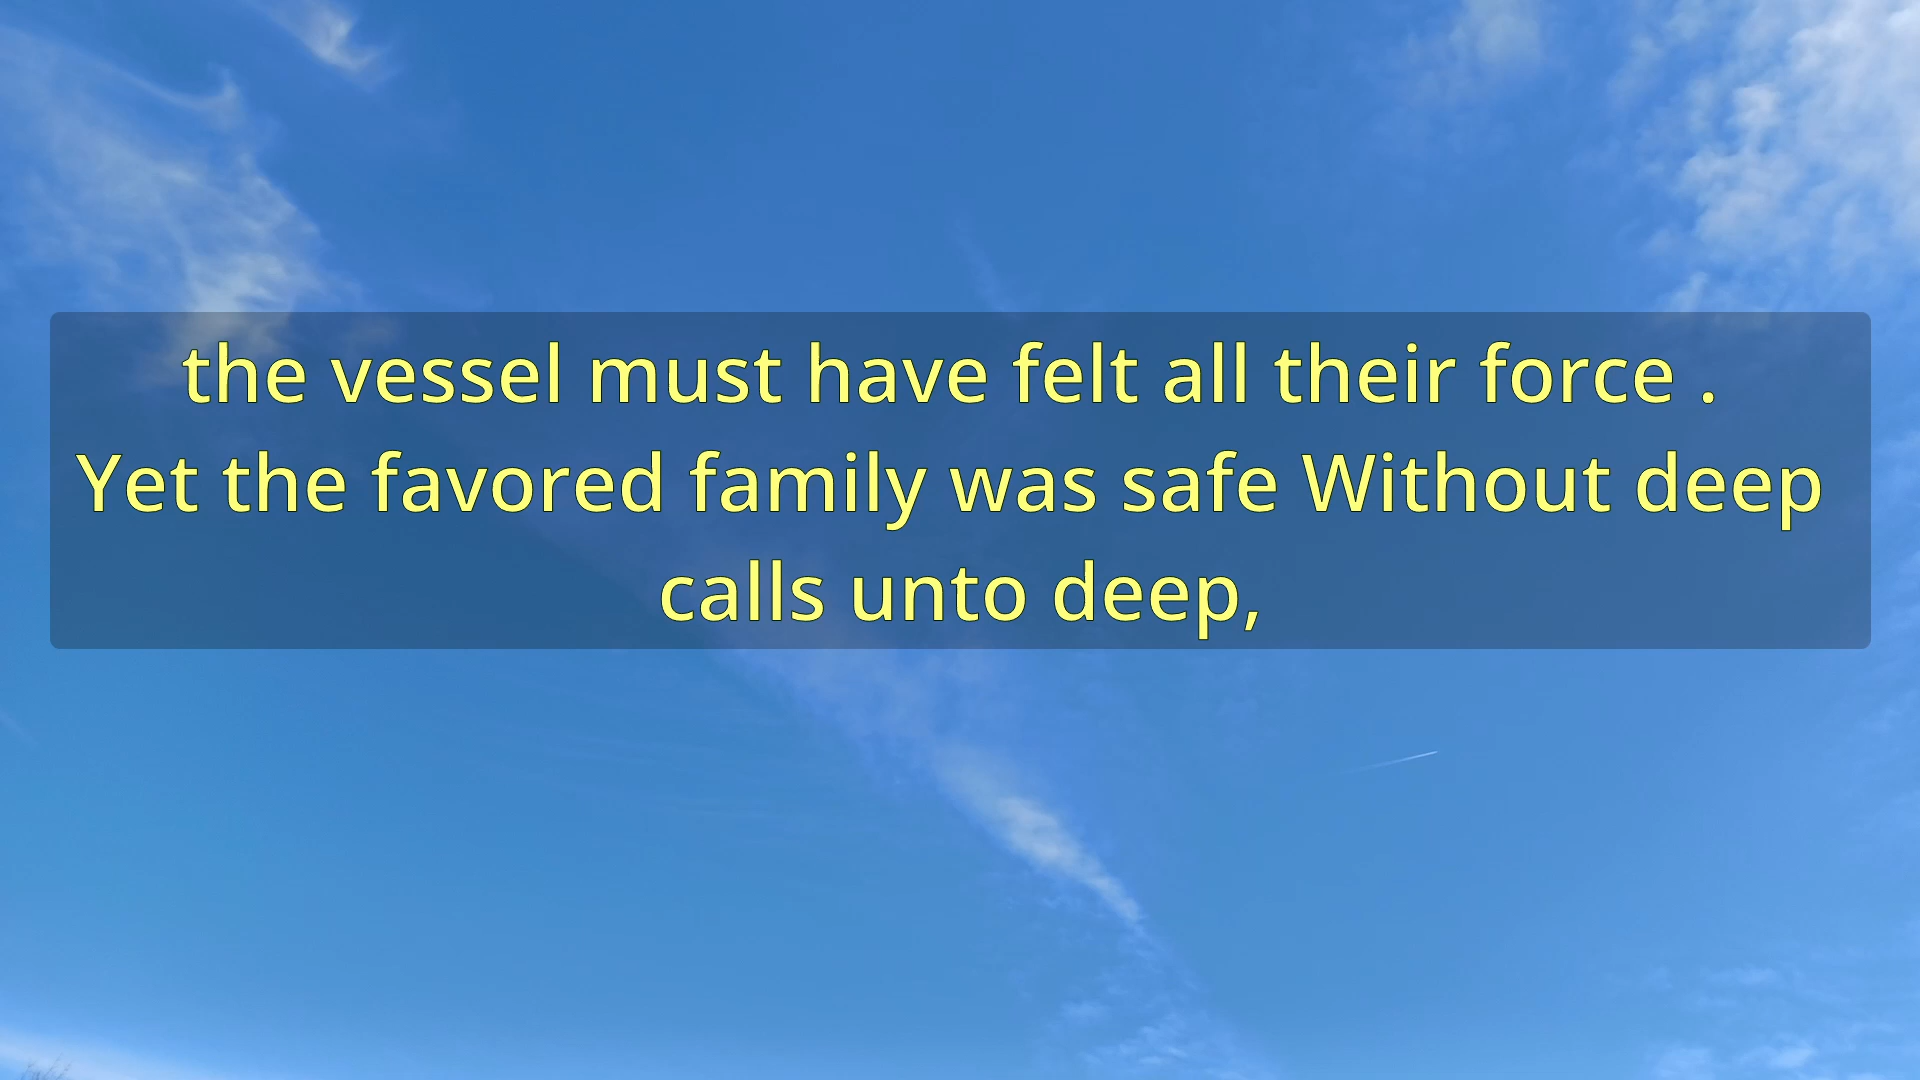 the vessel must have felt all their force .
Yet the favored family was safe Without deep
calls unto deep,